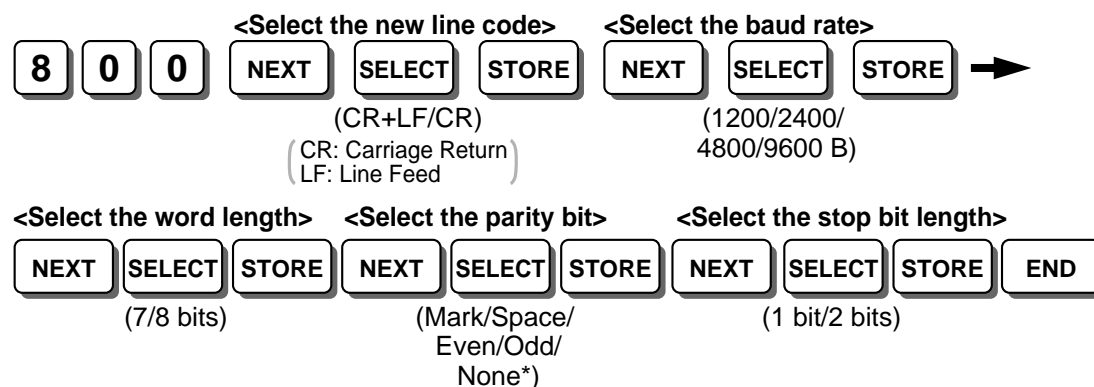 <Select the new line code> <Select the baud rate>
8 0 0 NEXT SELECT STORE NEXT SELECT STORE
(CR+LF/CR) (1200/2400/
CR: Carriage Return 4800/9600 B)
LF: Line Feed
<Select the word length> <Select the parity bit> <Select the stop bit length>
NEXT SELECT STORE NEXT SELECT STORE NEXT SELECT STORE END
(7/8 bits) (Mark/Space/ (1 bit/2 bits)
Even/Odd/
None*)